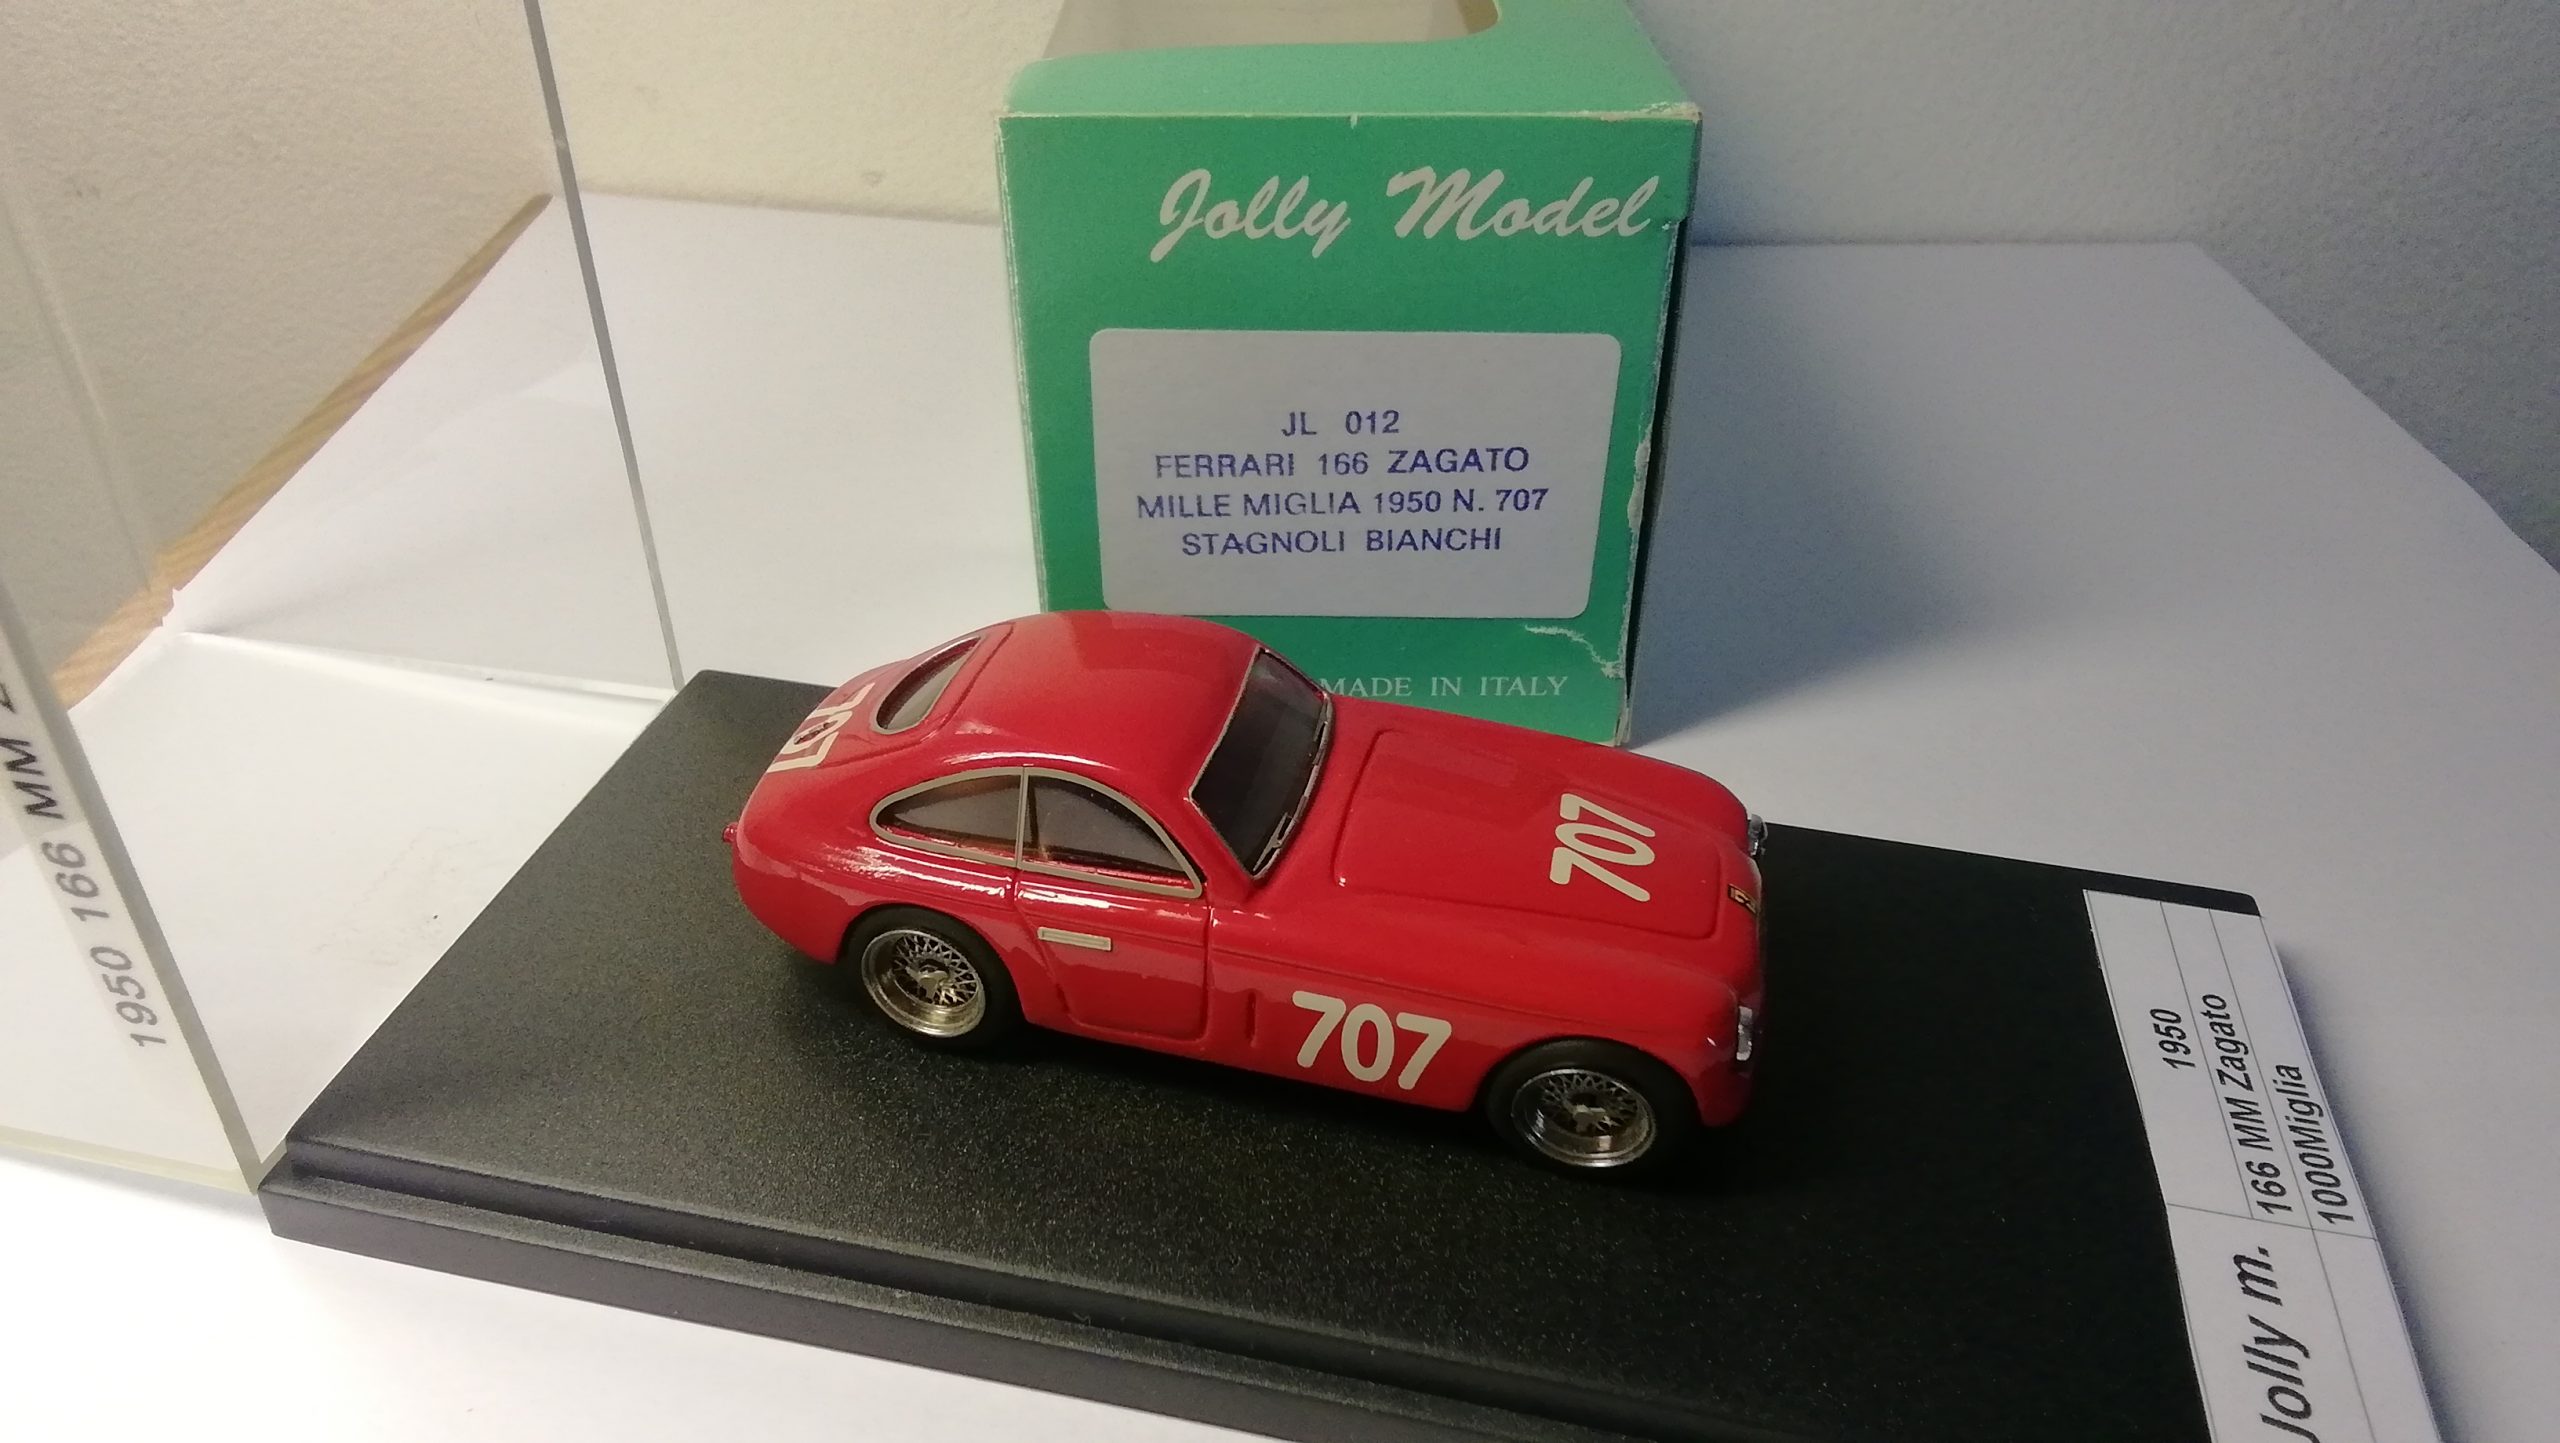 Jolly Model
JL 012
FERRARI 166 ZAGATO
MILLE MIGLIA 1950 N. 707
STAGNOLI BIANCHI
MADE IN ITALY
707
707
707
1950 166 MM
1950
166 MM Zagato
1000Miglia
Jolly m.